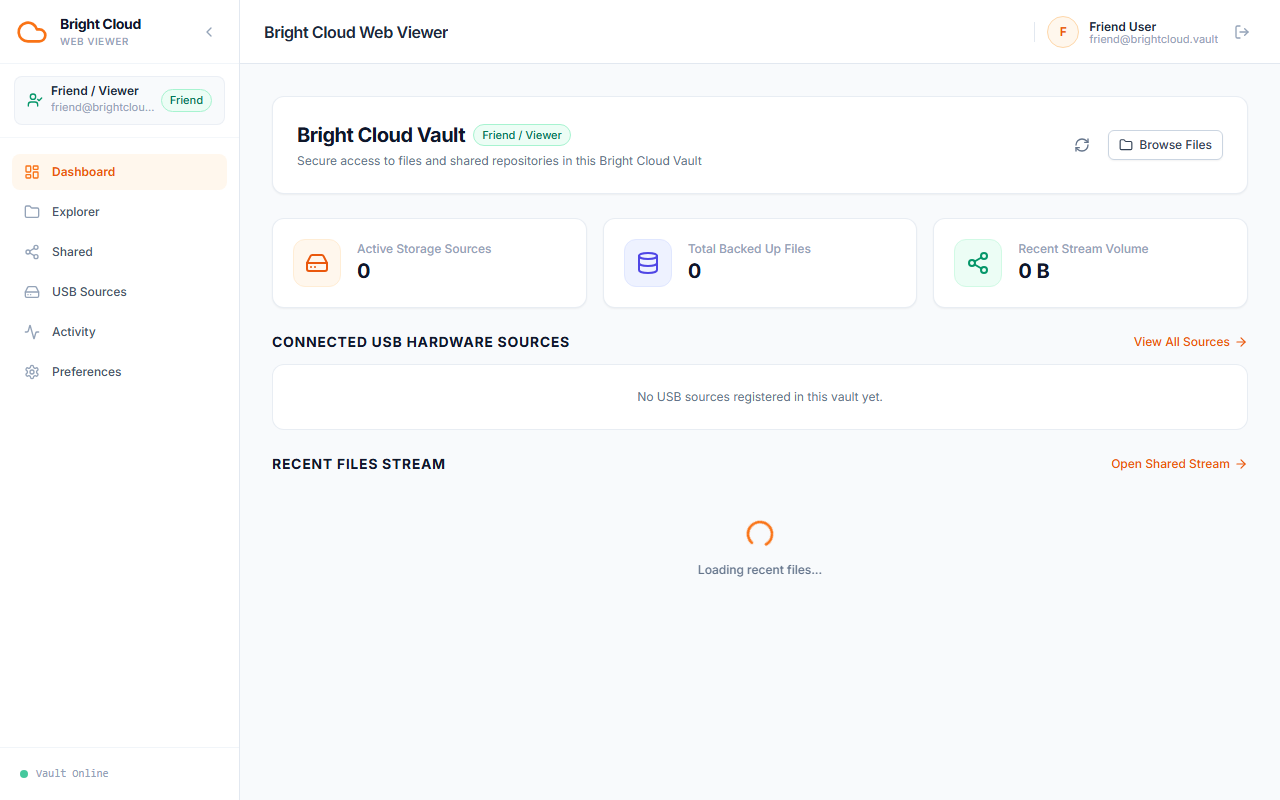 Bright Cloud
WEB VIEWER
Friend / Viewer
friend@brightclou...
Friend
Dashboard
Explorer
Shared
USB Sources
Activity
Preferences
Vault Online
Bright Cloud Web Viewer
F
Friend User
friend@brightcloud.vault
Bright Cloud Vault
Friend / Viewer
Secure access to files and shared repositories in this Bright Cloud Vault
Browse Files
Active Storage Sources
0
Total Backed Up Files
0
Recent Stream Volume
0 B
CONNECTED USB HARDWARE SOURCES
View All Sources
No USB sources registered in this vault yet.
RECENT FILES STREAM
Open Shared Stream
Loading recent files...